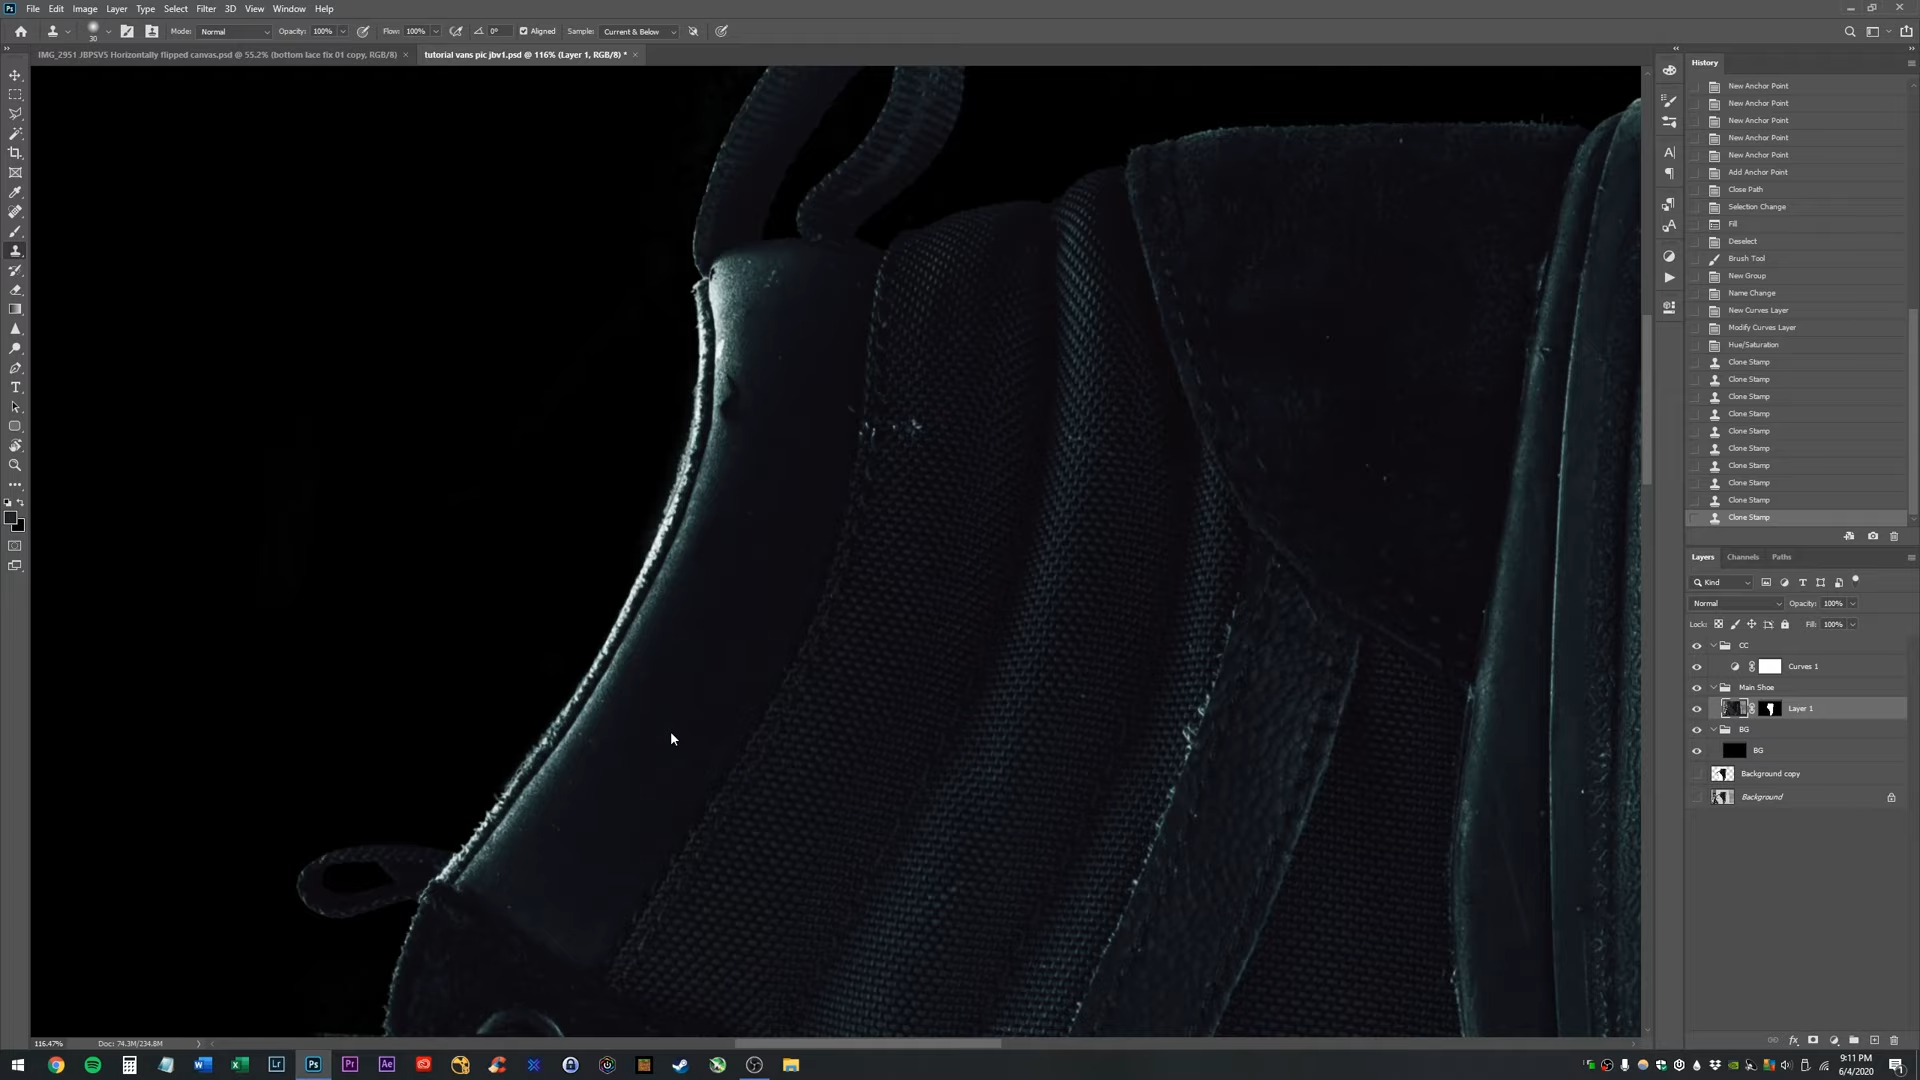 Ps File Edit Image Layer Type Select Filter 3D View Window Help
30 Mode: Normal Opacity: 100% Flow: 100% 0° Aligned Sample: Current & Below
IMG_2951 JBPSV5 Horizontally flipped canvas.psd @ 55.2% (bottom lace fix 01 copy, RGB/8) × tutorial vans pic jbv1.psd @ 116% (Layer 1, RGB/8) * ×
History
New Anchor Point
New Anchor Point
New Anchor Point
New Anchor Point
New Anchor Point
Add Anchor Point
Close Path
Selection Change
Fill
Deselect
Brush Tool
New Group
Name Change
New Curves Layer
Modify Curves Layer
Hue/Saturation
Clone Stamp
Clone Stamp
Clone Stamp
Clone Stamp
Clone Stamp
Clone Stamp
Clone Stamp
Clone Stamp
Clone Stamp
Clone Stamp
Layers Channels Paths
Kind
Normal Opacity: 100%
Lock: Fill: 100%
CC
Curves 1
Main Shoe
Layer 1
BG
BG
Background copy
Background
116.47% Doc: 74.3M/234.8M
Lr Ps Pr Ae
9:11 PM
6/4/2020